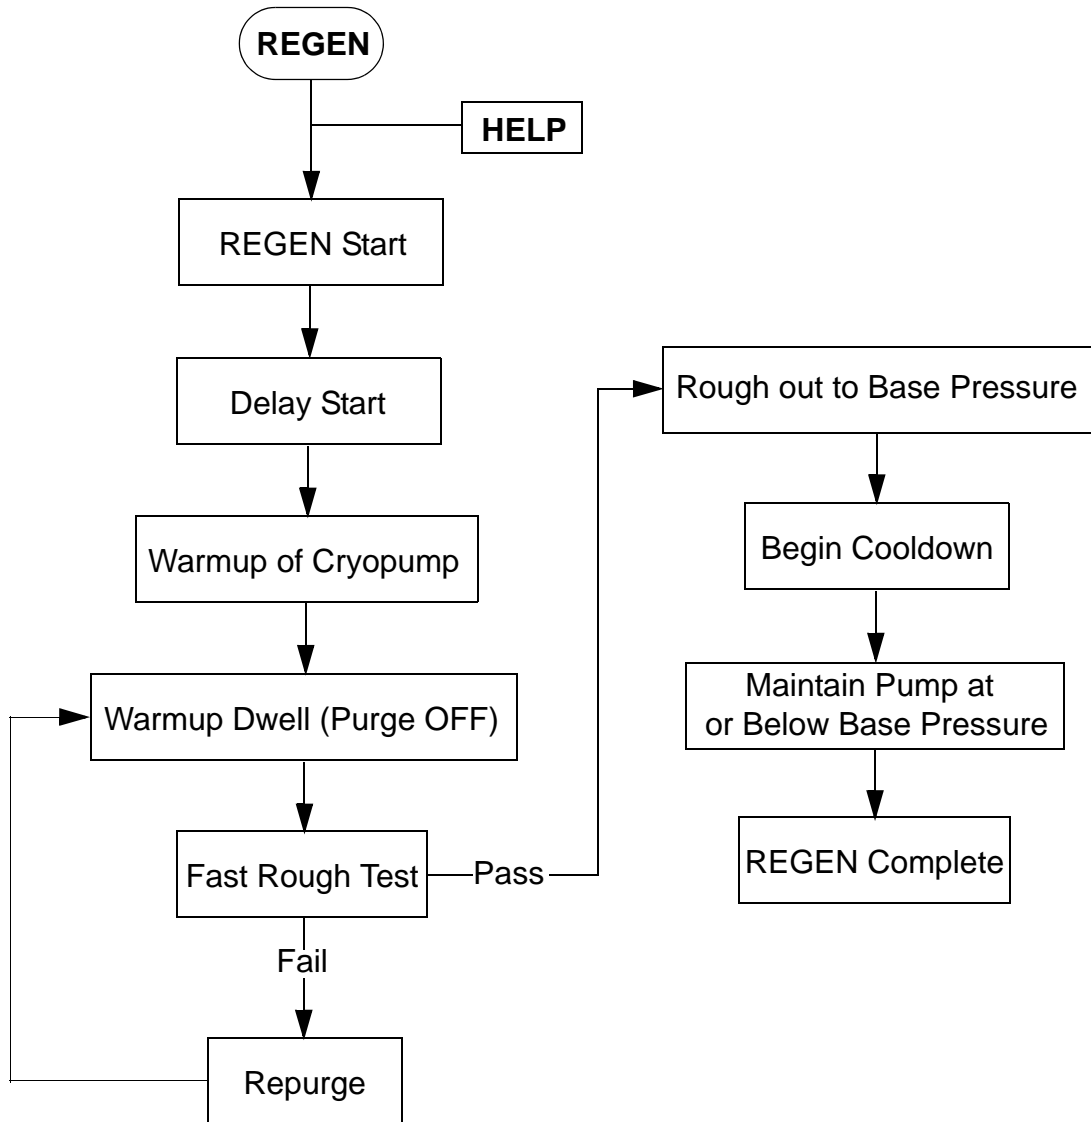 REGEN
HELP
REGEN Start
Delay Start
Warmup of Cryopump
Warmup Dwell (Purge OFF)
Fast Rough Test
Pass
Fail
Repurge
Rough out to Base Pressure
Begin Cooldown
Maintain Pump at
or Below Base Pressure
REGEN Complete